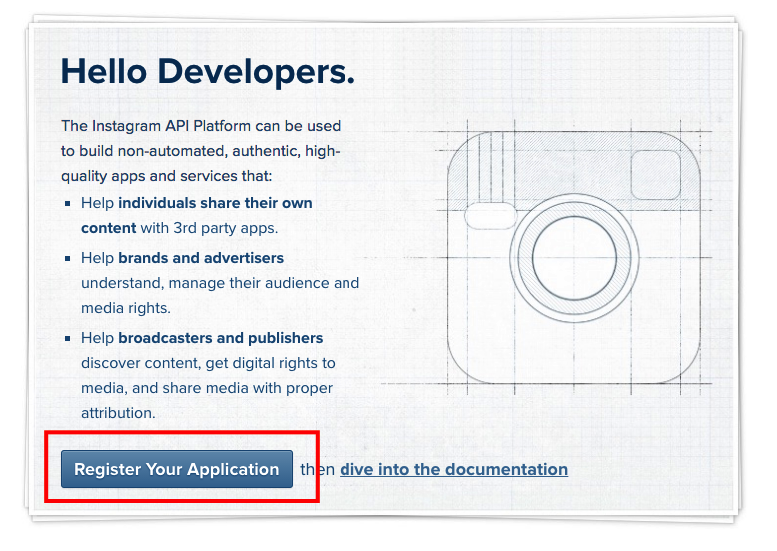 Hello Developers.
The Instagram API Platform can be used
to build non-automated, authentic, high-
quality apps and services that:
Help individuals share their own
content with 3rd party apps.
Help brands and advertisers
understand, manage their audience and
media rights.
Help broadcasters and publishers
discover content, get digital rights to
media, and share media with proper
attribution.
Register Your Application then dive into the documentation